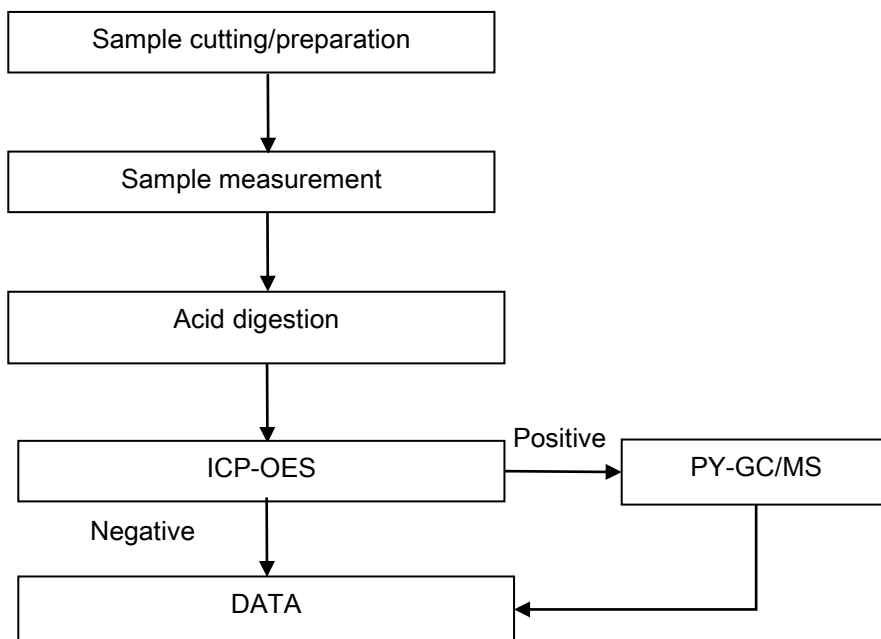 Sample cutting/preparation
Sample measurement
Acid digestion
ICP-OES
Positive
PY-GC/MS
Negative
DATA